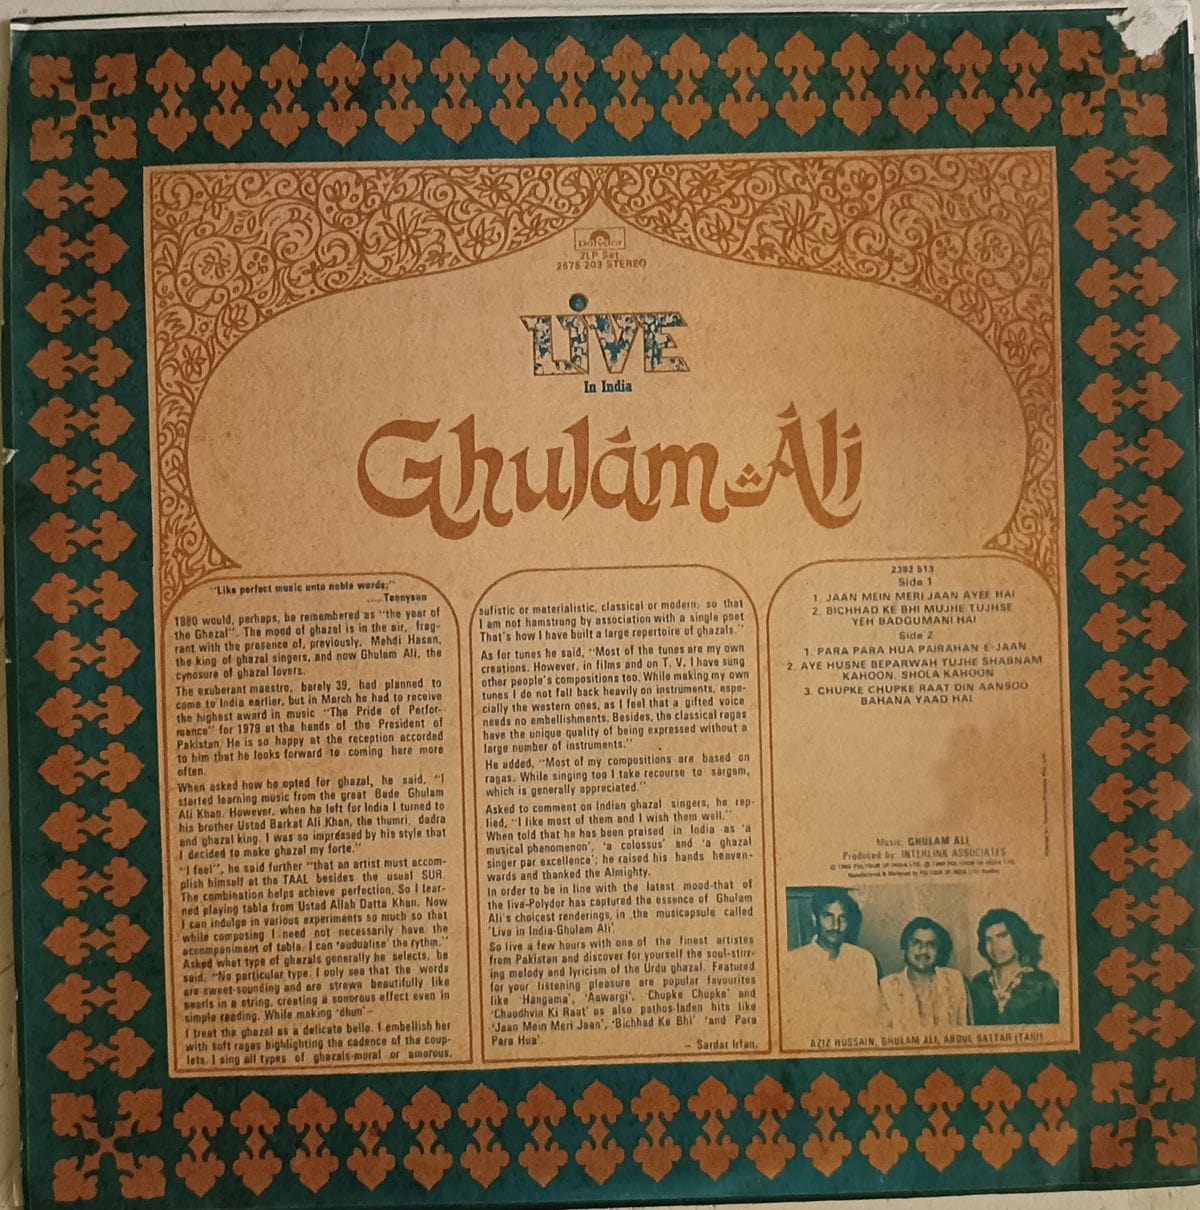 Polydor
2LP Set
2675 203 STEREO
LIVE
In India
Ghulám Áli
"Like perfect music unto noble words;"
.....Tennyson
1980 would, perhaps, be remembered as "the year of
the Ghazal". The mood of ghazal is in the air, frag-
rant with the presence of, previously, Mehdi Hasan,
the king of ghazal singers, and now Ghulam Ali, the
cynosure of ghazal lovers.
The exuberant maestro, barely 39, had planned to
come to India earlier, but in March he had to receive
the highest award in music "The Pride of Perfor-
mance" for 1979 at the hands of the President of
Pakistan. He is so happy at the reception accorded
to him that he looks forward to coming here more
often.
When asked how he opted for ghazal, he said, "I
started learning music from the great Bade Ghulam
Ali Khan. However, when he left for India I turned to
his brother Ustad Barkat Ali Khan, the thumri, dadra
and ghazal king. I was so impressed by his style that
I decided to make ghazal my forte."
"I feel", he said further "that an artist must accom-
plish himself at the TAAL besides the usual SUR.
The combination helps achieve perfection. So I lear-
ned playing tabla from Ustad Allah Datta Khan. Now
I can indulge in various experiments so much so that
while composing I need not necessarily have the
accompaniment of tabla. I can 'audualise' the rythm."
Asked what type of ghazals generally he selects, he
said, "No particular type. I only see that the words
are sweet-sounding and are strewn beautifully like
pearls in a string, creating a sonorous effect even in
simple reading. While making 'dhun'–
I treat the ghazal as a delicate belle. I embellish her
with soft ragas highlighting the cadence of the coup-
lets. I sing all types of ghazals-moral or amorous,
sufistic or materialistic, classical or modern, so that
I am not hamstrung by association with a single poet
That's how I have built a large repertoire of ghazals."
As for tunes he said, "Most of the tunes are my own
creations. However, in films and on T. V. I have sung
other people's compositions too. While making my own
tunes I do not fall back heavily on instruments, espe-
cially the western ones, as I feel that a gifted voice
needs no embellishments. Besides, the classical ragas
have the unique quality of being expressed without a
large number of instruments."
He added, "Most of my compositions are based on
ragas. While singing too I take recourse to sargam,
which is generally appreciated."
Asked to comment on Indian ghazal singers, he rep-
lied, "I like most of them and I wish them well."
When told that he has been praised in India as 'a
musical phenomenon', 'a colossus' and 'a ghazal
singer par excellence'; he raised his hands heaven-
wards and thanked the Almighty.
In order to be in line with the latest mood-that of
the live-Polydor has captured the essence of Ghulam
Ali's choicest renderings, in the musicapsule called
'Live in India-Ghulam Ali'.
So live a few hours with one of the finest artistes
from Pakistan and discover for yourself the soul-stirr-
ing melody and lyricism of the Urdu ghazal. Featured
for your listening pleasure are popular favourites
like 'Hangama', 'Aawargi', 'Chupke Chupke' and
'Chaudhvin Ki Raat' as also pathos-laden hits like
'Jaan Mein Meri Jaan', 'Bichhad Ke Bhi' 'and Para
Para Hua'.
– Sardar Irfan.
2392 513
Side 1
1. JAAN MEIN MERI JAAN AYEE HAI
2. BICHHAD KE BHI MUJHE TUJHSE
YEH BADGUMANI HAI
Side 2
1. PARA PARA HUA PAIRAHAN-E-JAAN
2. AYE HUSNE BEPARWAH TUJHE SHABNAM
KAHOON, SHOLA KAHOON
3. CHUPKE CHUPKE RAAT DIN AANSOO
BAHANA YAAD HAI
Music: GHULAM ALI
Produced by: INTERLINK ASSOCIATES
℗ 1980 POLYDOR OF INDIA LTD. © 1980 POLYDOR OF INDIA LTD.
Manufactured & Marketed by POLYDOR OF INDIA LTD. Bombay
AZIZ HUSSAIN, GHULAM ALI, ABDUL SATTAR (TARI)